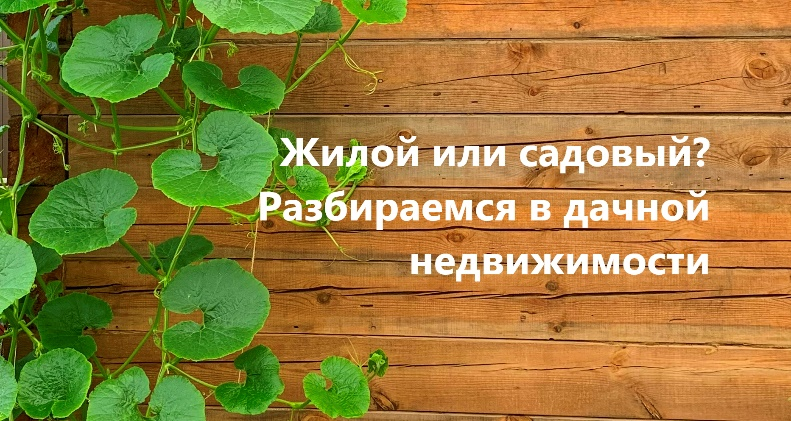 Жилой или садовый?
Разбираемся в дачной
недвижимости